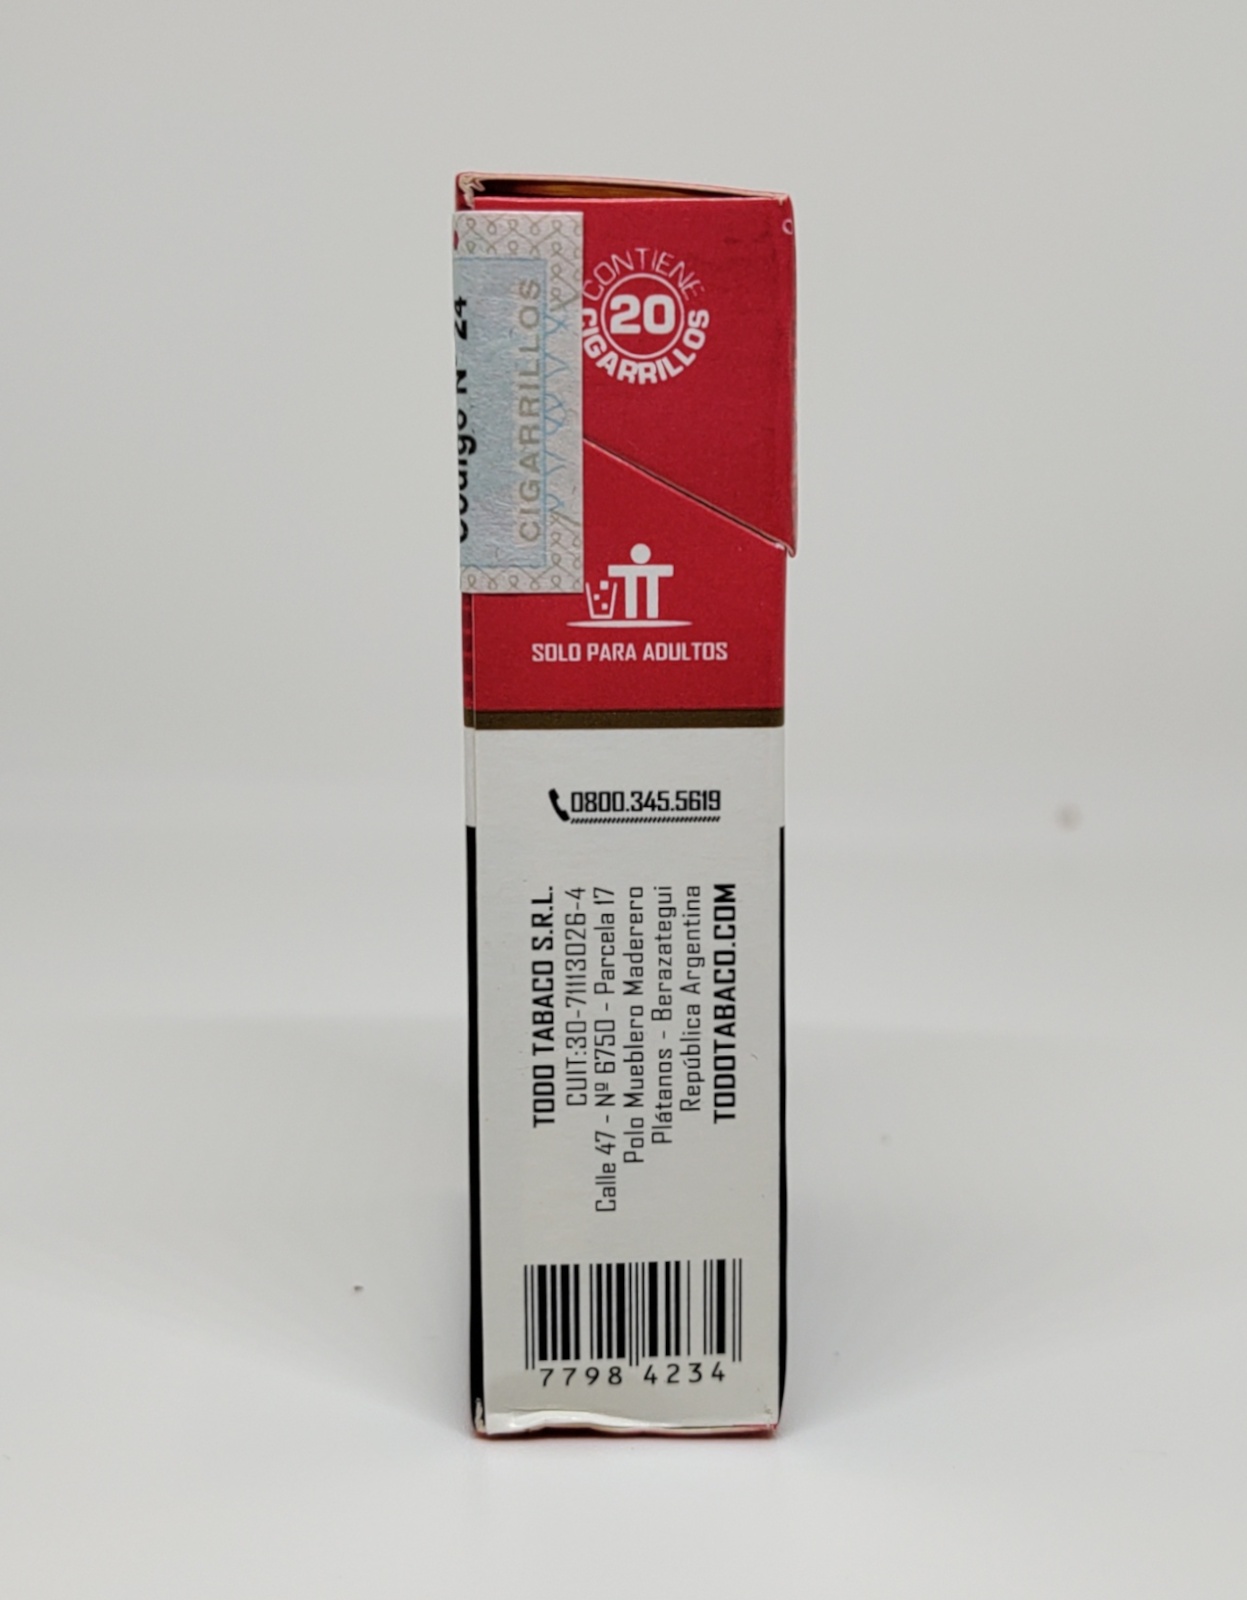 CONTIENE
20
CIGARRILLOS
Nº 24
CIGARRILLOS
SOLO PARA ADULTOS
0800.345.5619
TODO TABACO S.R.L.
CUIT:30-71113026-4
Calle 47 - Nº 6750 - Parcela 17
Polo Mueblero Maderero
Plátanos - Berazategui
República Argentina
TODOTABACO.COM
7798 4234